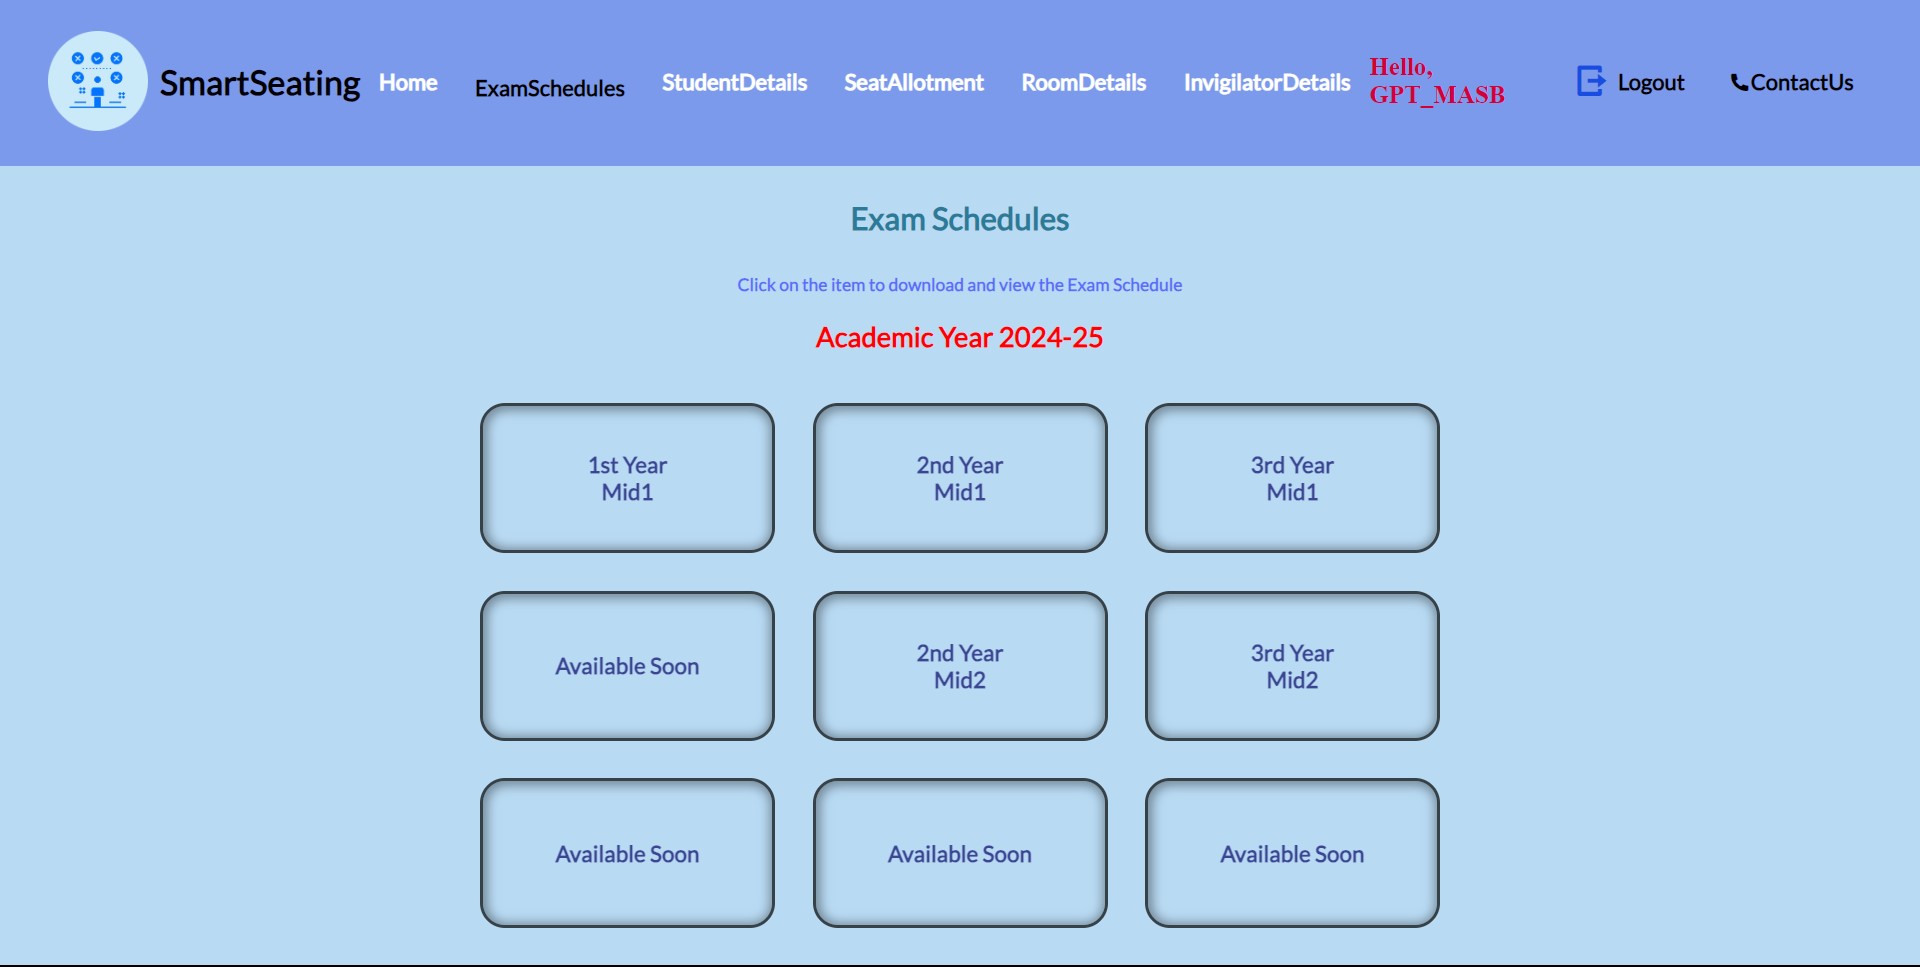 SmartSeating Home ExamSchedules StudentDetails SeatAllotment RoomDetails InvigilatorDetails Hello, GPT_MASB Logout ContactUs
Exam Schedules
Click on the item to download and view the Exam Schedule
Academic Year 2024-25
1st Year
Mid1
2nd Year
Mid1
3rd Year
Mid1
Available Soon
2nd Year
Mid2
3rd Year
Mid2
Available Soon
Available Soon
Available Soon